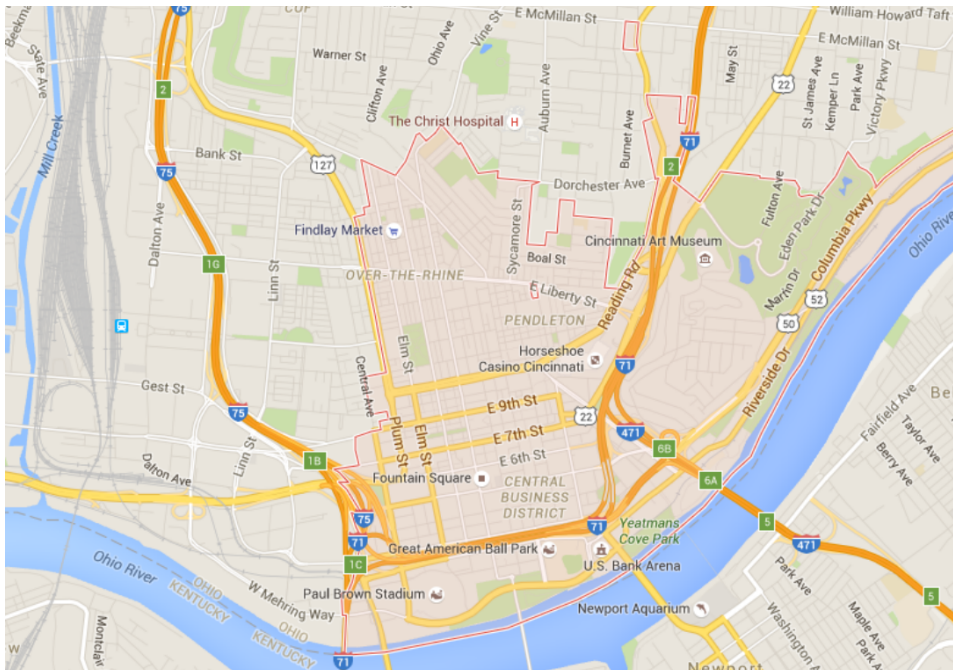 75
CUF
E McMillan St
William Howard Taft
Beekma
State Ave
Ohio Ave
Vine St
E McMillan St
Warner St
Clifton Ave
May St
22
2
St James Ave
Kemper Ln
Park Ave
Victory Pkwy
Mill Creek
The Christ Hospital
H
Auburn Ave
Burnet Ave
71
Bank St
127
75
2
Dorchester Ave
Fulton Ave
Eden Park Dr
Columbia Pkwy
Dalton Ave
Findlay Market
Sycamore St
Cincinnati Art Museum
Ohio River
1G
Linn St
OVER-THE-RHINE
Boal St
E Liberty St
Reading Rd
Martin Dr
52
PENDLETON
50
Elm St
Horseshoe
Casino Cincinnati
71
Riverside Dr
Gest St
Central Ave
75
Plum St
Elm St
E 9th St
22
471
Fairfield Ave
Be
Taylor Ave
Berry Ave
E 7th St
6B
Linn St
1B
E 6th St
6A
Dalton Ave
Fountain Square
CENTRAL
BUSINESS
DISTRICT
75
71
5
Yeatmans
Cove Park
471
71
Great American Ball Park
U.S. Bank Arena
Ohio River
OHIO
KENTUCKY
1C
W Mehring Way
Paul Brown Stadium
Park Ave
5
Newport Aquarium
Maple Ave
Park A
Washington
Montclai
OHIO
KENTUCKY
71
Newport